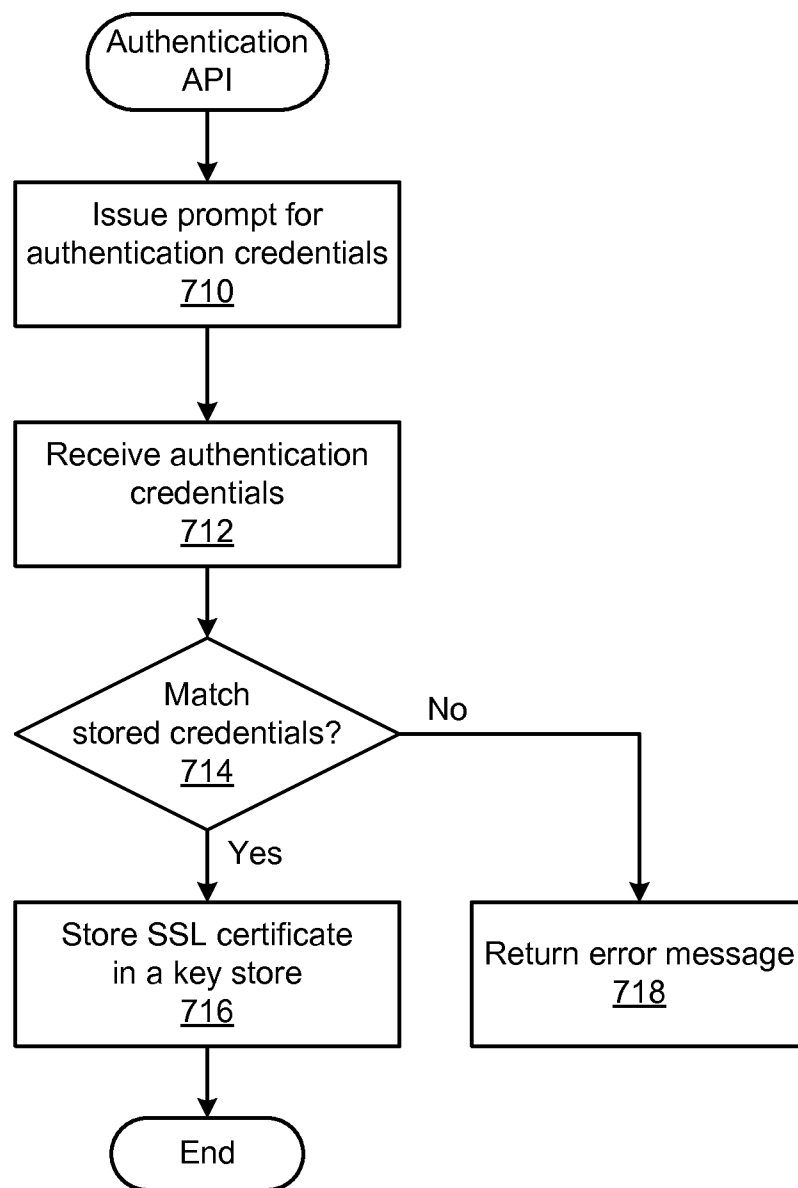 Authentication
API
Issue prompt for
authentication credentials
710
Receive authentication
credentials
712
Match
stored credentials?
714
No
Yes
Store SSL certificate
in a key store
716
Return error message
718
End